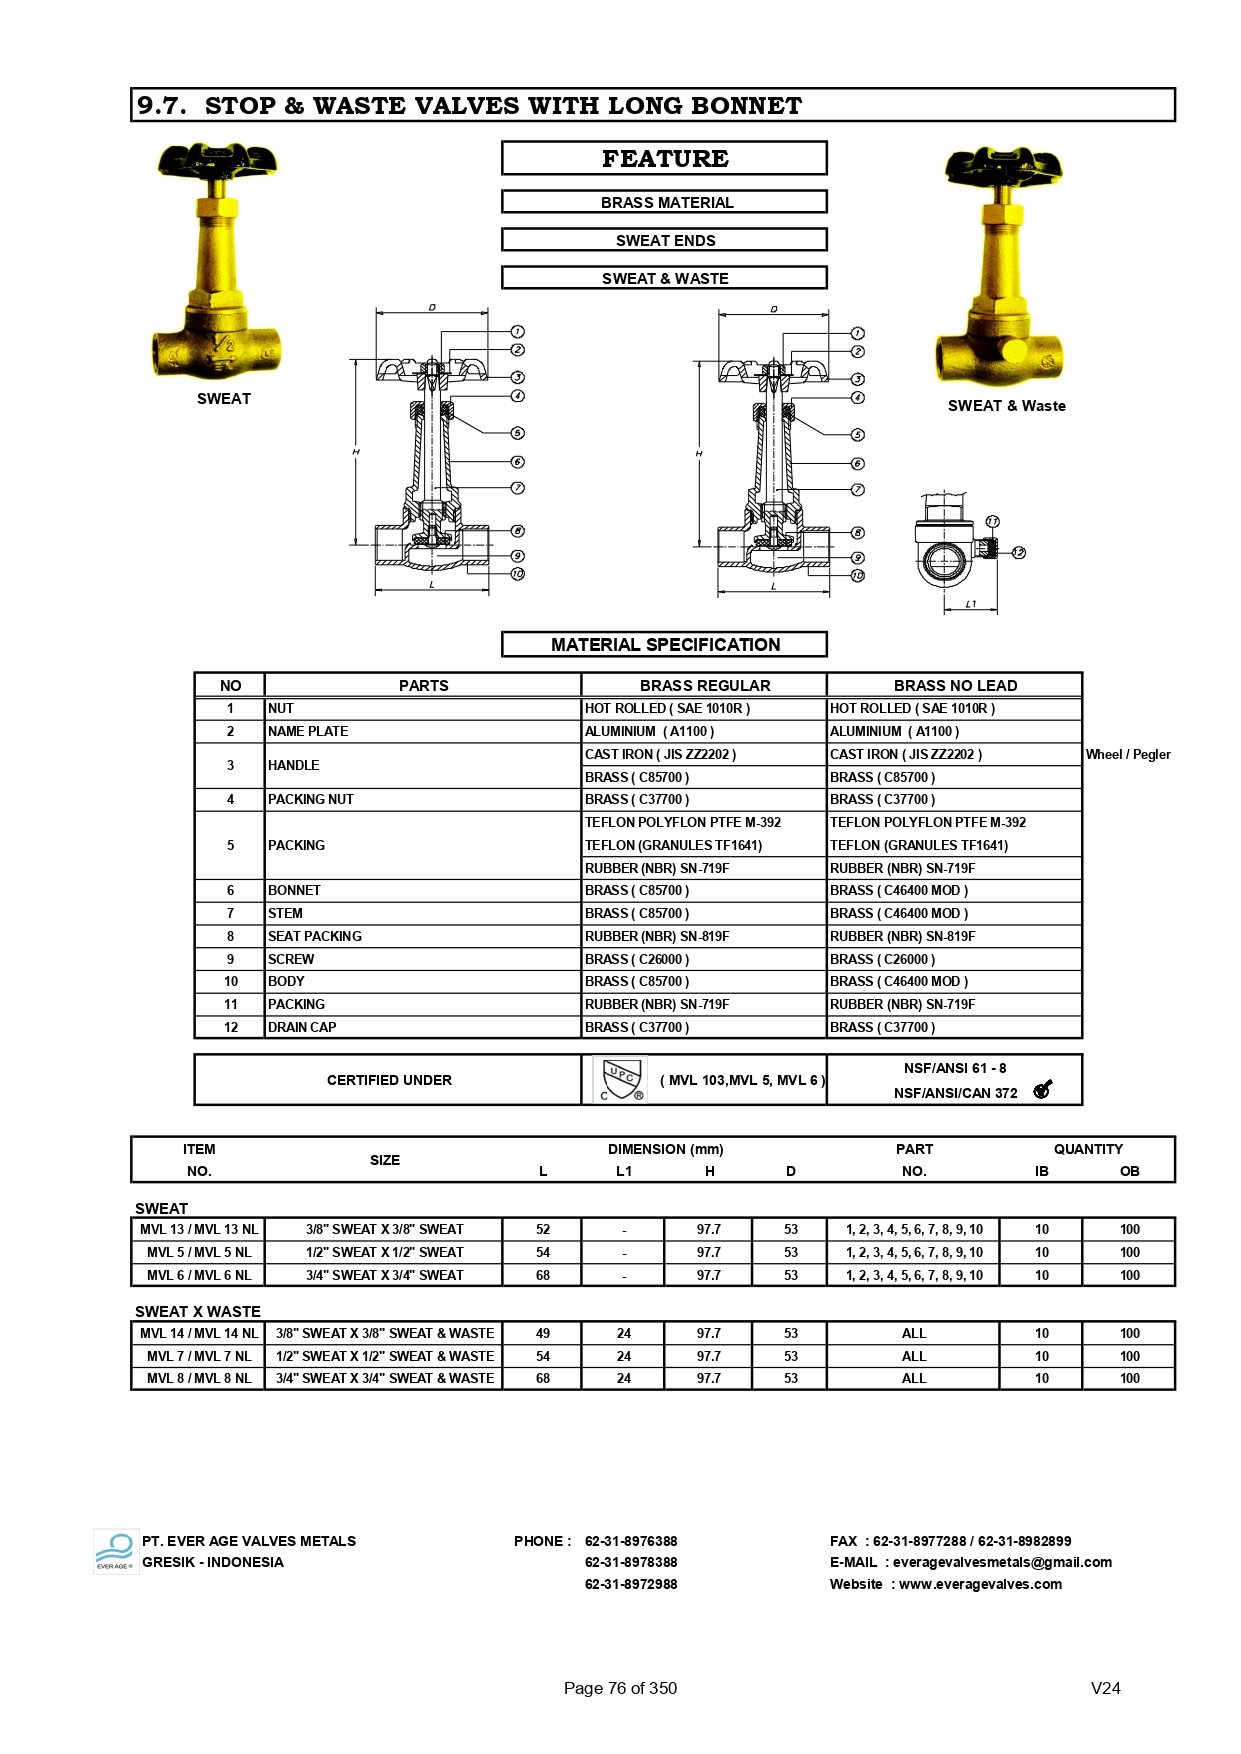 9.7. STOP & WASTE VALVES WITH LONG BONNET
FEATURE
BRASS MATERIAL
SWEAT ENDS
SWEAT & WASTE
SWEAT
SWEAT & Waste
D
1
2
3
4
5
6
7
8
9
10
H
L
D
1
2
3
4
5
6
7
8
9
10
H
L
11
12
L1
MATERIAL SPECIFICATION
NO PARTS BRASS REGULAR BRASS NO LEAD
1 NUT HOT ROLLED ( SAE 1010R ) HOT ROLLED ( SAE 1010R )
2 NAME PLATE ALUMINIUM ( A1100 ) ALUMINIUM ( A1100 )
3 HANDLE CAST IRON ( JIS ZZ2202 ) CAST IRON ( JIS ZZ2202 ) Wheel / Pegler
BRASS ( C85700 ) BRASS ( C85700 )
4 PACKING NUT BRASS ( C37700 ) BRASS ( C37700 )
TEFLON POLYFLON PTFE M-392 TEFLON POLYFLON PTFE M-392
5 PACKING TEFLON (GRANULES TF1641) TEFLON (GRANULES TF1641)
RUBBER (NBR) SN-719F RUBBER (NBR) SN-719F
6 BONNET BRASS ( C85700 ) BRASS ( C46400 MOD )
7 STEM BRASS ( C85700 ) BRASS ( C46400 MOD )
8 SEAT PACKING RUBBER (NBR) SN-819F RUBBER (NBR) SN-819F
9 SCREW BRASS ( C26000 ) BRASS ( C26000 )
10 BODY BRASS ( C85700 ) BRASS ( C46400 MOD )
11 PACKING RUBBER (NBR) SN-719F RUBBER (NBR) SN-719F
12 DRAIN CAP BRASS ( C37700 ) BRASS ( C37700 )
CERTIFIED UNDER UPC C ® ( MVL 103,MVL 5, MVL 6 ) NSF/ANSI 61 - 8
NSF/ANSI/CAN 372
ITEM SIZE DIMENSION (mm) PART QUANTITY
NO. L L1 H D NO. IB OB
SWEAT
MVL 13 / MVL 13 NL 3/8" SWEAT X 3/8" SWEAT 52 - 97.7 53 1, 2, 3, 4, 5, 6, 7, 8, 9, 10 10 100
MVL 5 / MVL 5 NL 1/2" SWEAT X 1/2" SWEAT 54 - 97.7 53 1, 2, 3, 4, 5, 6, 7, 8, 9, 10 10 100
MVL 6 / MVL 6 NL 3/4" SWEAT X 3/4" SWEAT 68 - 97.7 53 1, 2, 3, 4, 5, 6, 7, 8, 9, 10 10 100
SWEAT X WASTE
MVL 14 / MVL 14 NL 3/8" SWEAT X 3/8" SWEAT & WASTE 49 24 97.7 53 ALL 10 100
MVL 7 / MVL 7 NL 1/2" SWEAT X 1/2" SWEAT & WASTE 54 24 97.7 53 ALL 10 100
MVL 8 / MVL 8 NL 3/4" SWEAT X 3/4" SWEAT & WASTE 68 24 97.7 53 ALL 10 100
EVER AGE ®
PT. EVER AGE VALVES METALS PHONE : 62-31-8976388 FAX : 62-31-8977288 / 62-31-8982899
GRESIK - INDONESIA 62-31-8978388 E-MAIL : everagevalvesmetals@gmail.com
62-31-8972988 Website : www.everagevalves.com
Page 76 of 350 V24